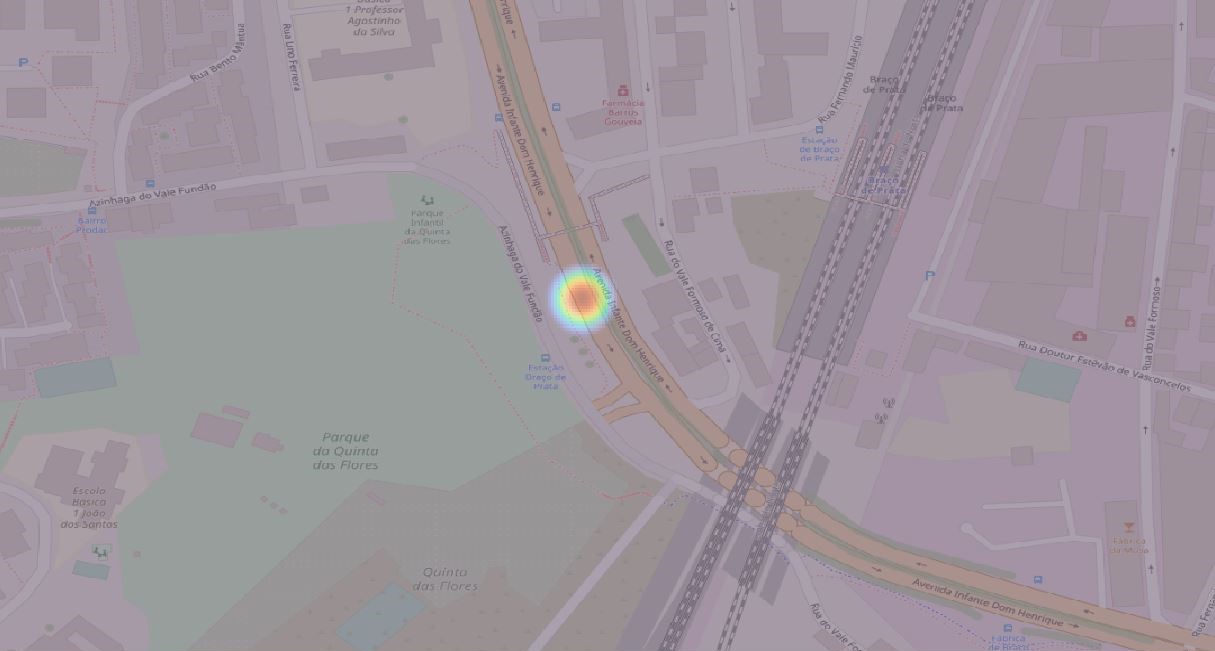 Básica
1 Professor
Agostinho
da Silva
Rua Bento Mântua
Rua Lino Ferreira
Avenida Infante Dom Henrique
Farmácia
Barros
Gouveia
Rua Fernando Maurício
Braço
de Prata
Braço
de Prata
Estação
de Braço
de Prata
Braço
de Prata
P
P
Azinhaga do Vale Fundão
Bairro
Prodac
Parque
Infantil
da Quinta
das Flores
Azinhaga do Vale Fundão
Avenida Infante Dom Henrique
Rua do Vale Formoso de Cima
Estação
Braço de
Prata
Rua Doutor Estêvão de Vasconcelos
Rua do Vale Formoso
Parque
da Quinta
das Flores
Escola
Básica
1 João
dos Santos
Quinta
das Flores
Fábrica
da Musa
Avenida Infante Dom Henrique
Rua do Vale Fo
Fábrica